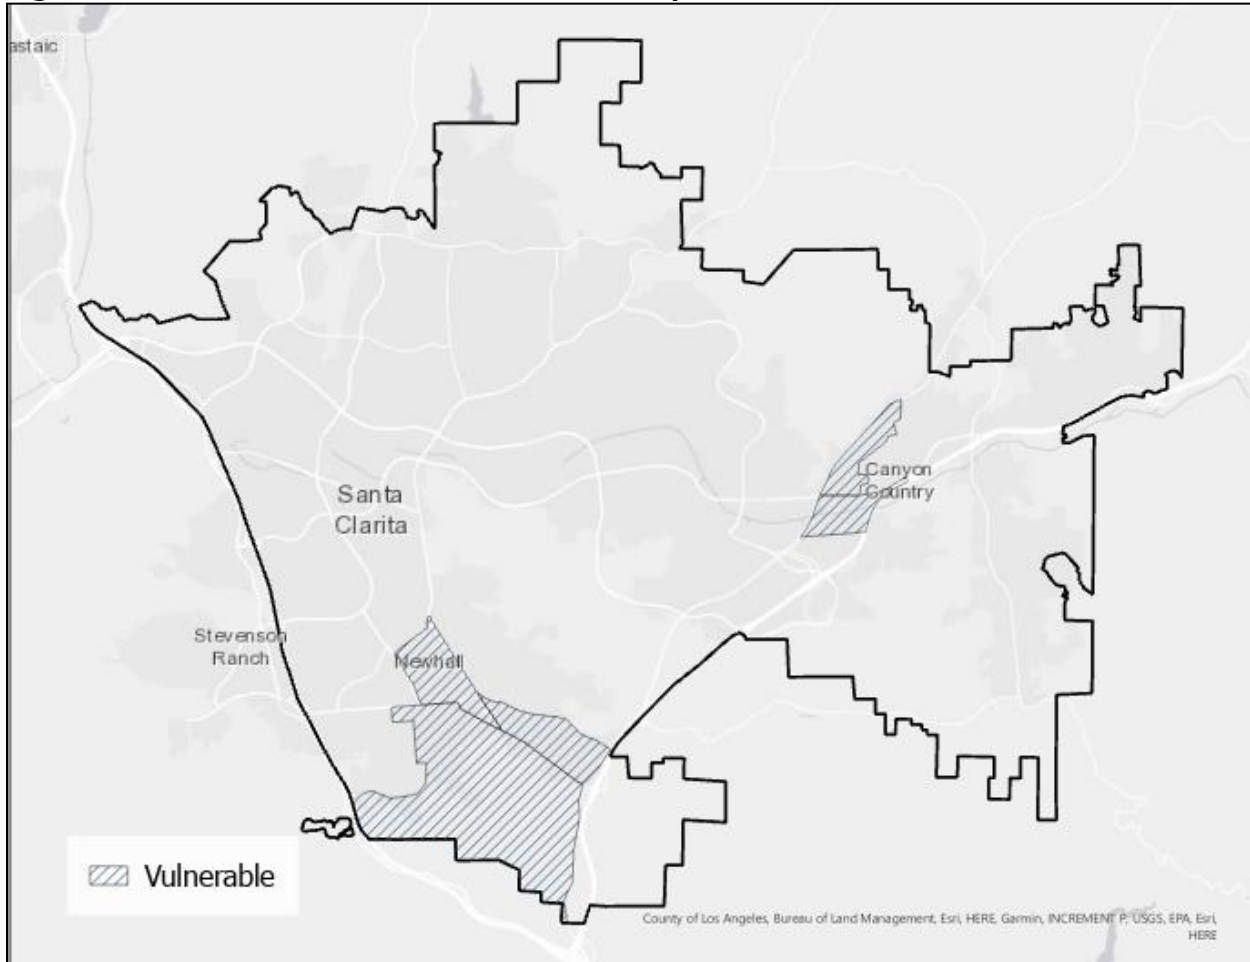 astaic
Santa
Clarita
Canyon
Country
Stevenson
Ranch
Newhall
Vulnerable
County of Los Angeles, Bureau of Land Management, Esri, HERE, Garmin, INCREMENT P, USGS, EPA, Esri,
HERE